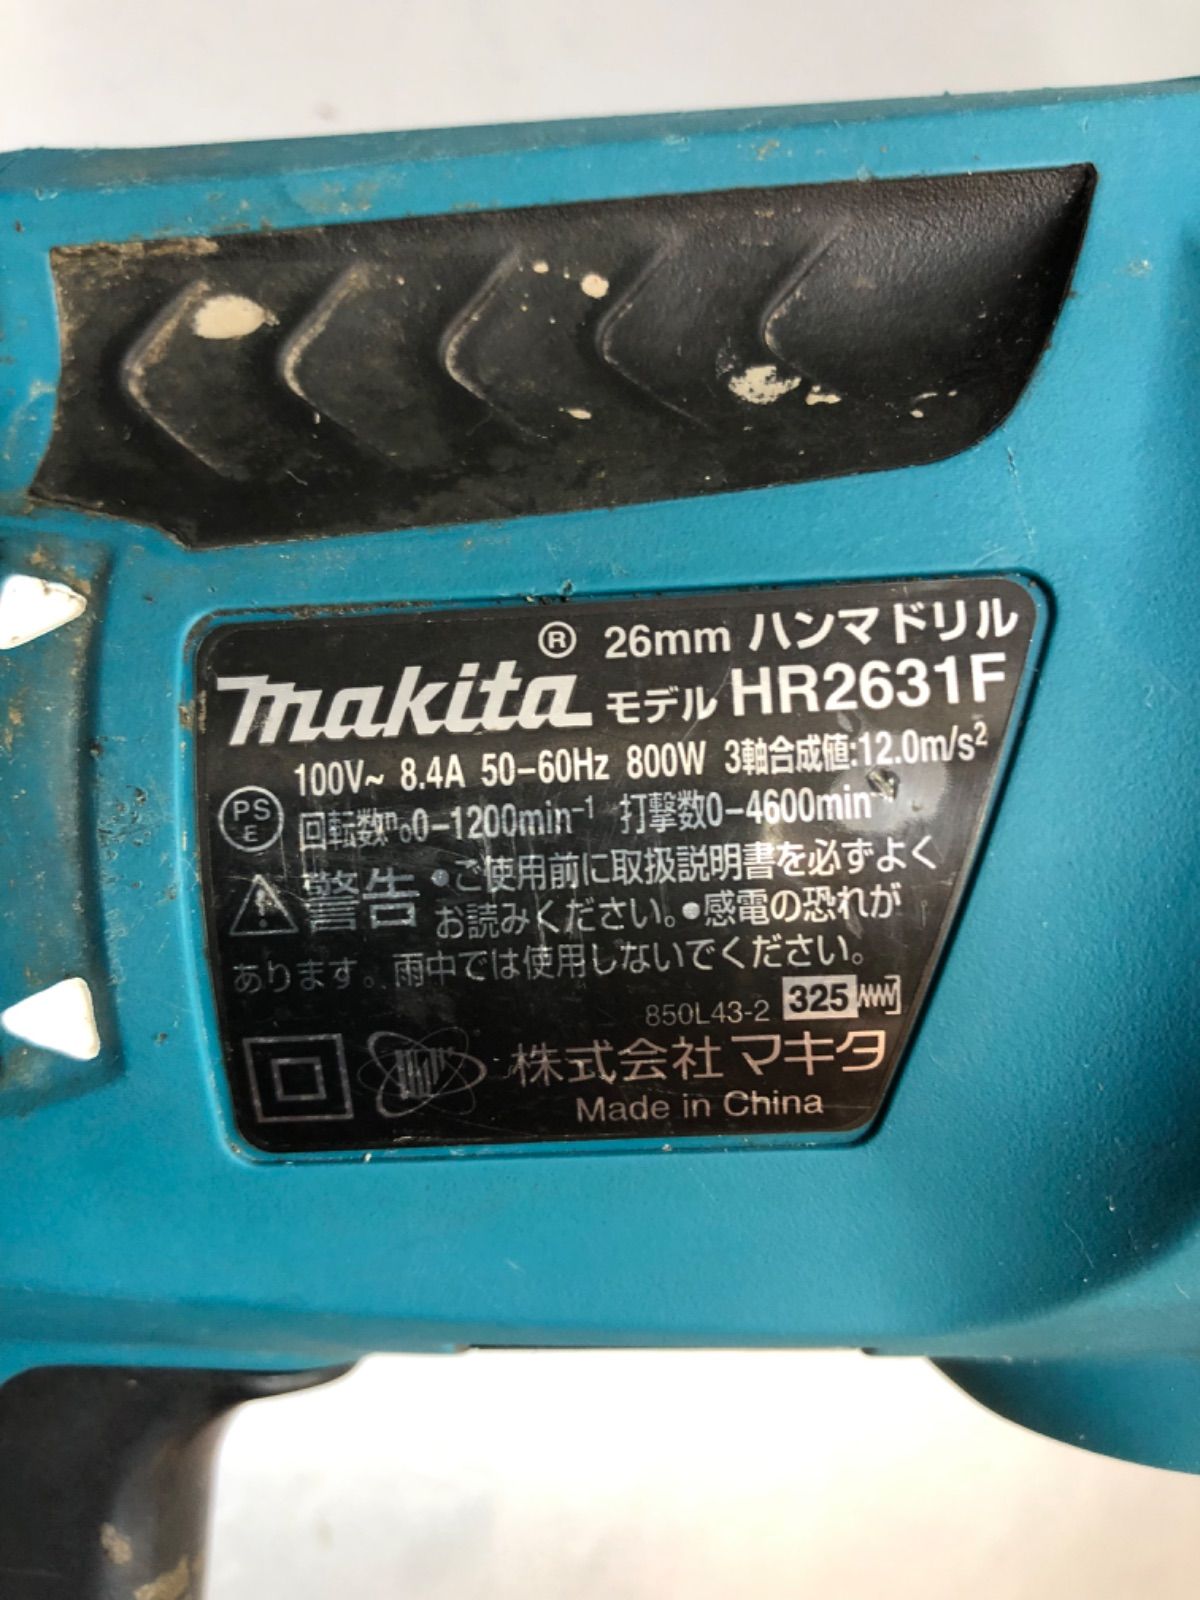 ® 26mm ハンマドリル
makita モデル HR2631F
100V~ 8.4A 50-60Hz 800W 3軸合成値:12.0m/s²
PS E 回転数n₀0-1200min⁻¹ 打撃数0-4600min⁻¹
警告 •ご使用前に取扱説明書を必ずよく
お読みください。•感電の恐れが
あります。雨中では使用しないでください。
850L43-2 325
株式会社マキタ
Made in China